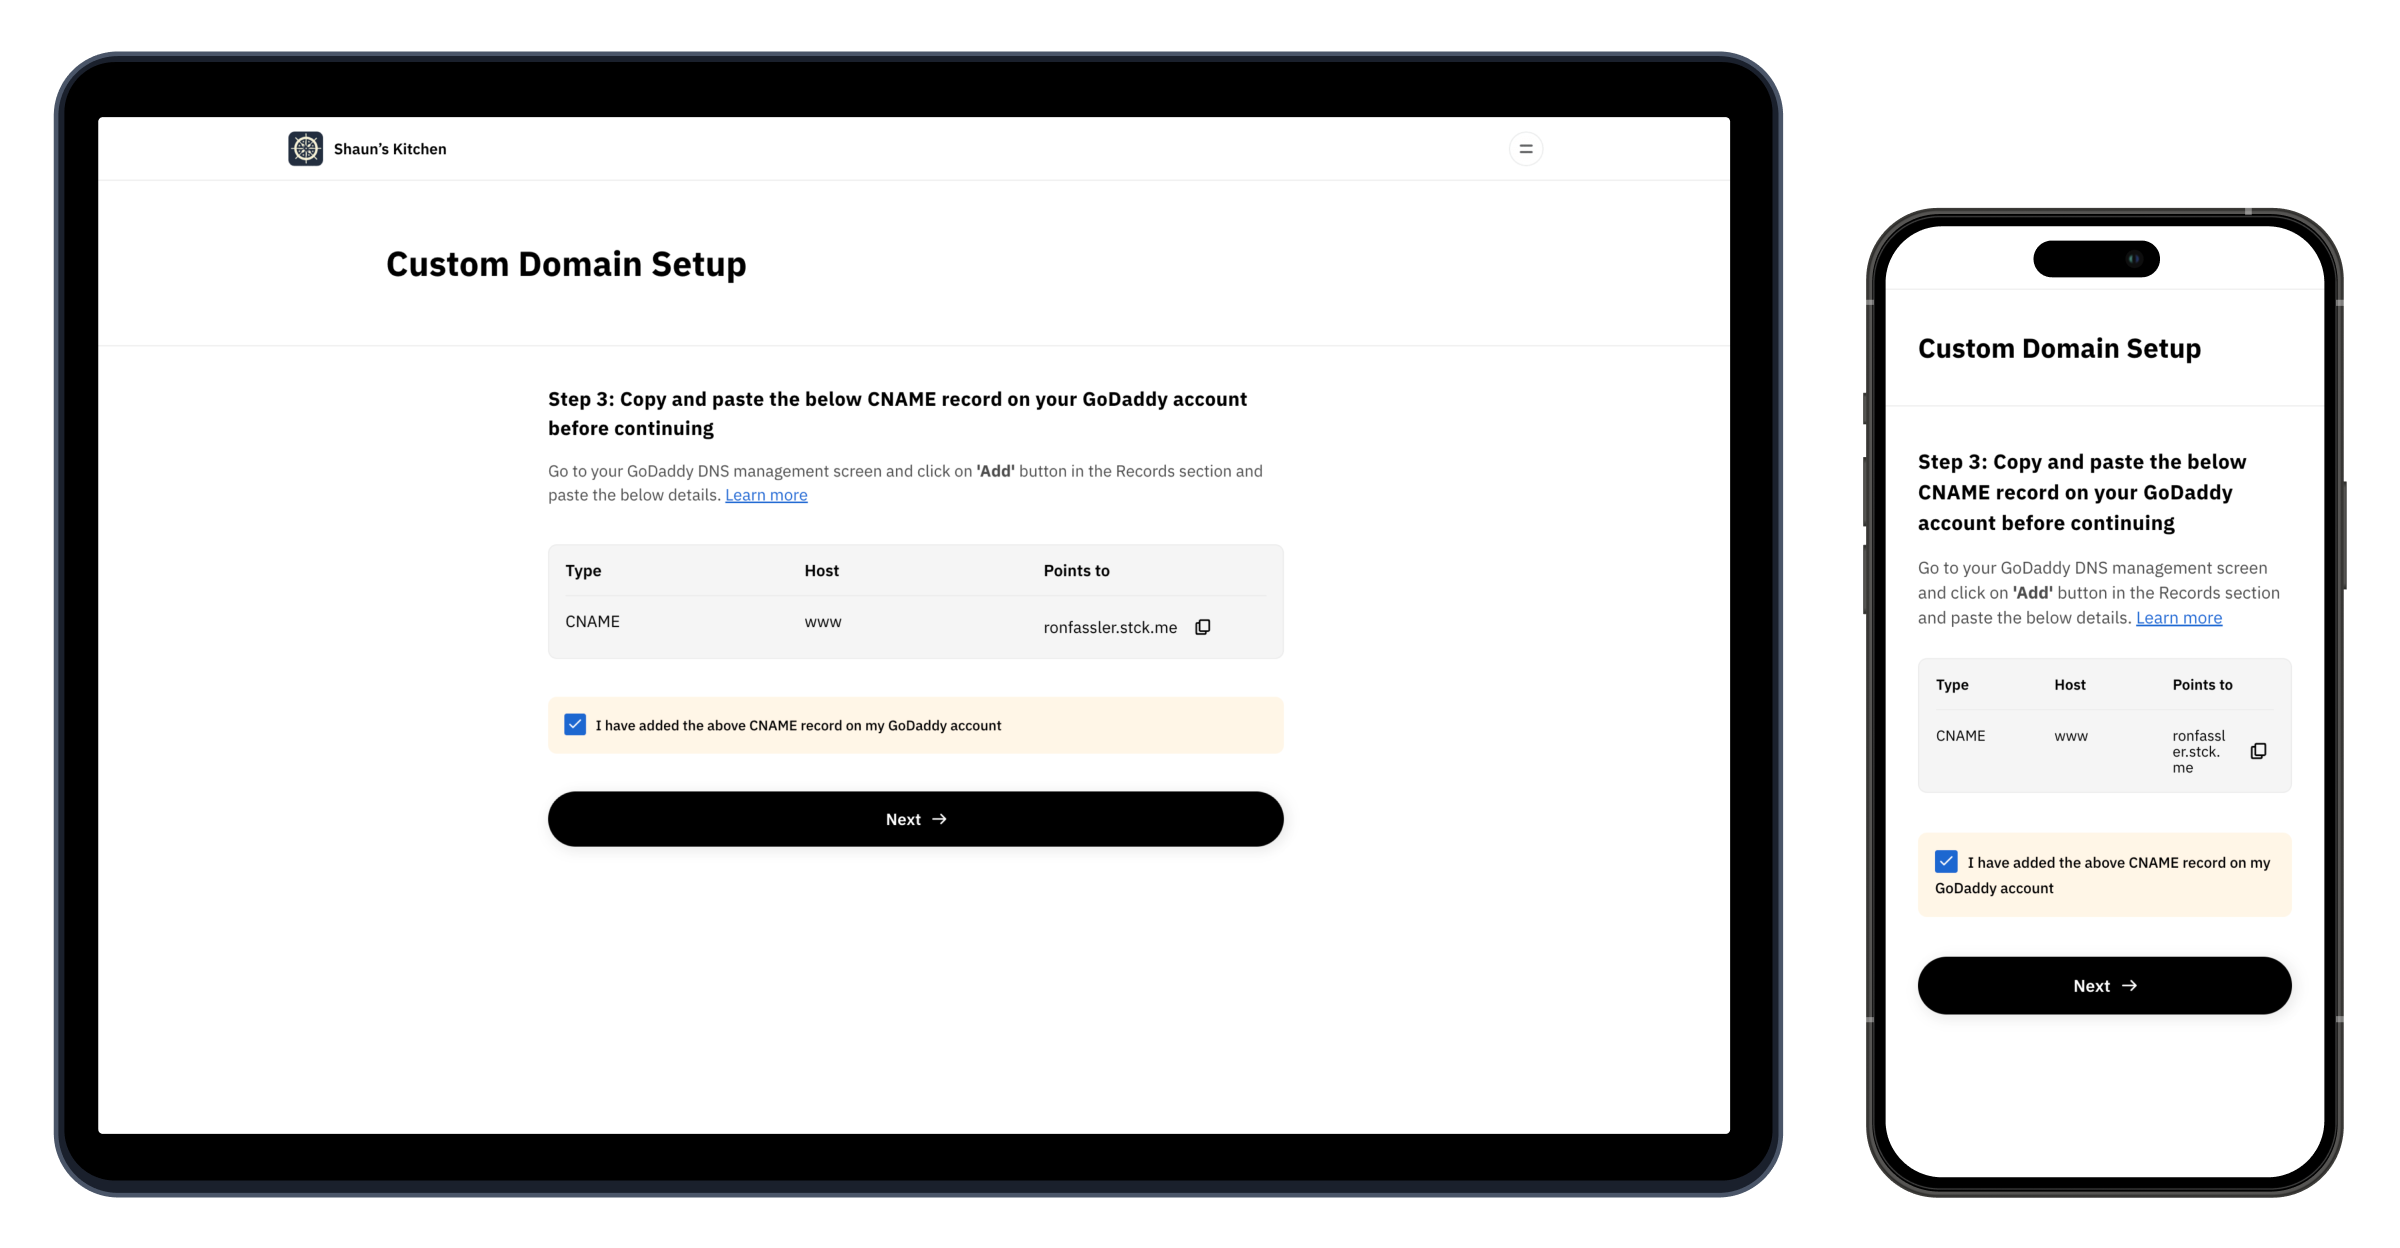 Shaun's Kitchen
Custom Domain Setup
Step 3: Copy and paste the below CNAME record on your GoDaddy account
before continuing
Go to your GoDaddy DNS management screen and click on 'Add' button in the Records section and
paste the below details. Learn more
Type Host Points to
CNAME www ronfassler.stck.me
I have added the above CNAME record on my GoDaddy account
Next →
Custom Domain Setup
Step 3: Copy and paste the below
CNAME record on your GoDaddy
account before continuing
Go to your GoDaddy DNS management screen
and click on 'Add' button in the Records section
and paste the below details. Learn more
Type Host Points to
CNAME www ronfassl
er.stck.
me
I have added the above CNAME record on my
GoDaddy account
Next →